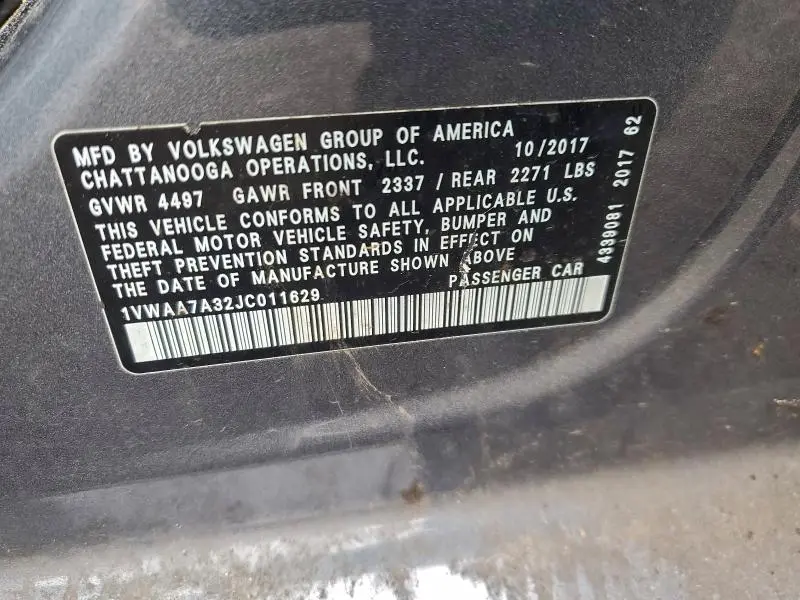 MFD BY VOLKSWAGEN GROUP OF AMERICA
CHATTANOOGA OPERATIONS, LLC. 10/2017
GVWR 4497 GAWR FRONT 2337 / REAR 2271 LBS
THIS VEHICLE CONFORMS TO ALL APPLICABLE U.S.
FEDERAL MOTOR VEHICLE SAFETY, BUMPER AND
THEFT PREVENTION STANDARDS IN EFFECT ON
THE DATE OF MANUFACTURE SHOWN ABOVE
1VWAA7A32JC011629 PASSENGER CAR
4339081 2017 62